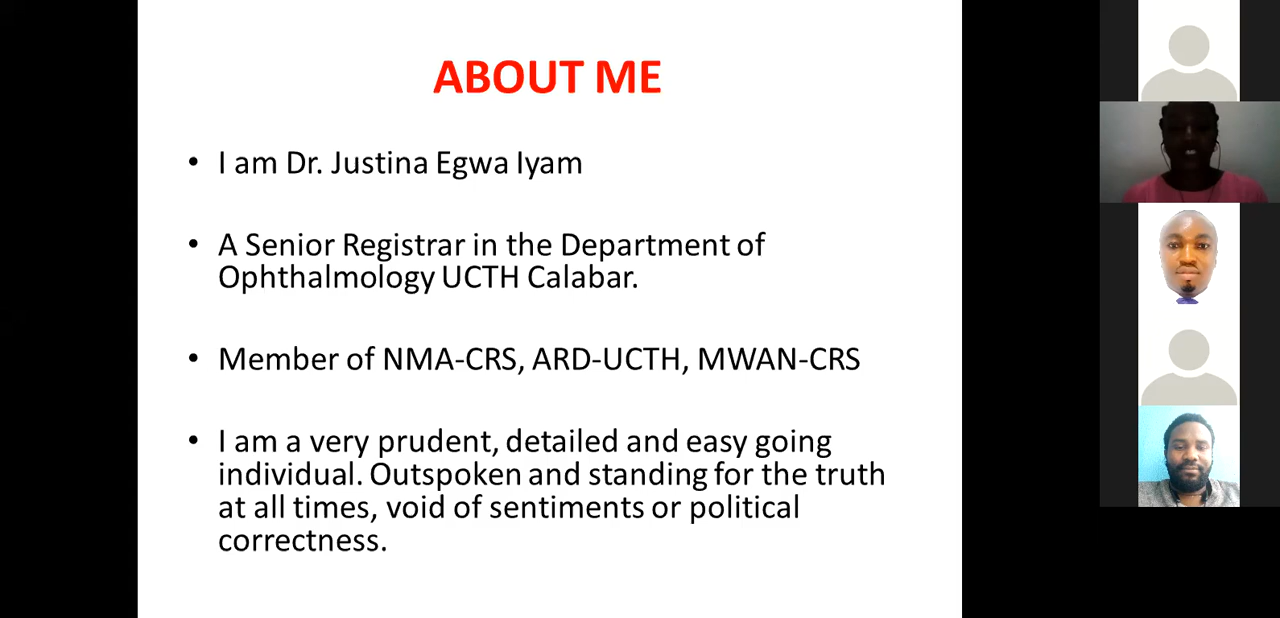 ABOUT ME
• I am Dr. Justina Egwa Iyam
• A Senior Registrar in the Department of
Ophthalmology UCTH Calabar.
• Member of NMA-CRS, ARD-UCTH, MWAN-CRS
• I am a very prudent, detailed and easy going
individual. Outspoken and standing for the truth
at all times, void of sentiments or political
correctness.